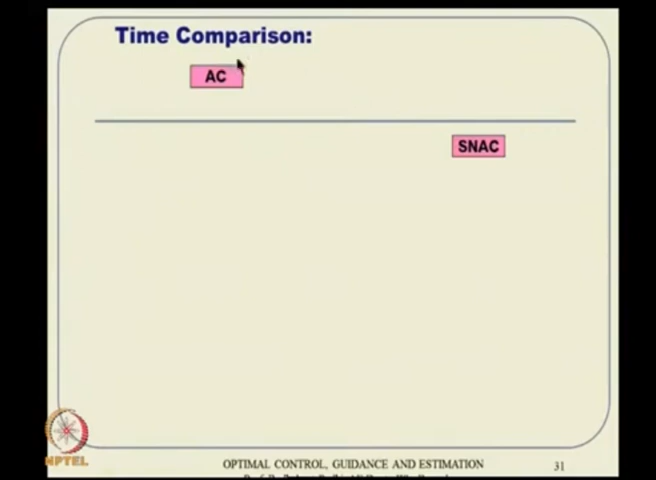 Time Comparison:
AC
SNAC
NPTEL
OPTIMAL CONTROL, GUIDANCE AND ESTIMATION
31